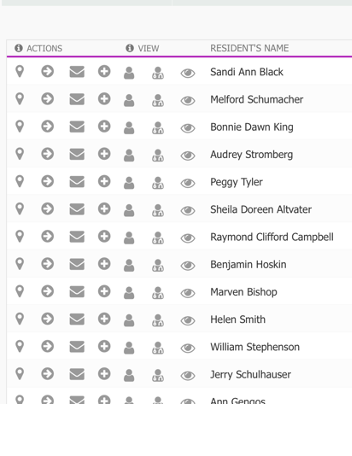 ACTIONS VIEW RESIDENT'S NAME
Sandi Ann Black
Melford Schumacher
Bonnie Dawn King
Audrey Stromberg
Peggy Tyler
Sheila Doreen Altvater
Raymond Clifford Campbell
Benjamin Hoskin
Marven Bishop
Helen Smith
William Stephenson
Jerry Schulhauser
Ann Gengos